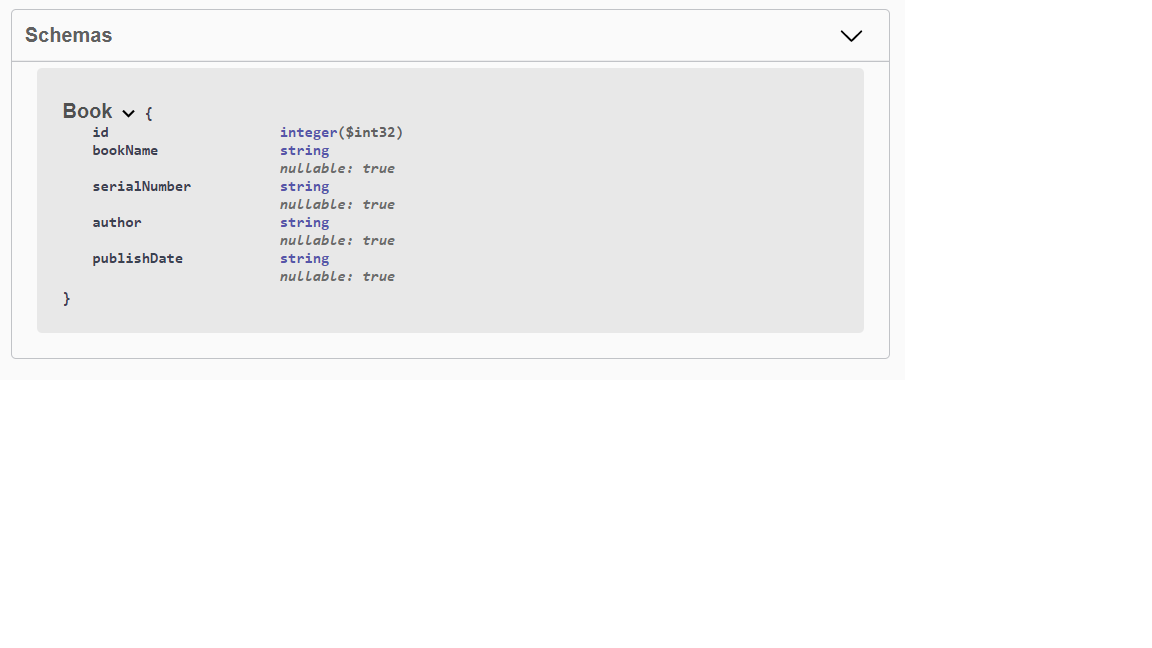 Schemas
Book {
id integer($int32)
bookName string
nullable: true
serialNumber string
nullable: true
author string
nullable: true
publishDate string
nullable: true
}